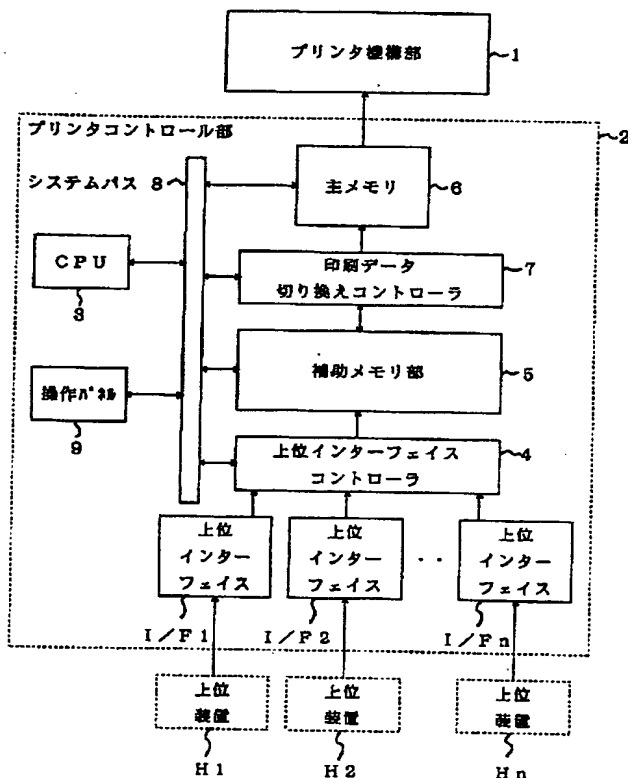 プリンタ機構部
1
2
プリンタコントロール部
システムバス
8
主メモリ
6
CPU
3
印刷データ
切り換えコントローラ
7
補助メモリ部
5
操作パネル
9
上位インターフェイス
コントローラ
4
上位
インター
フェイス
上位
インター
フェイス
・・
上位
インター
フェイス
I/F1
I/F2
I/Fn
上位
装置
上位
装置
上位
装置
H1
H2
Hn